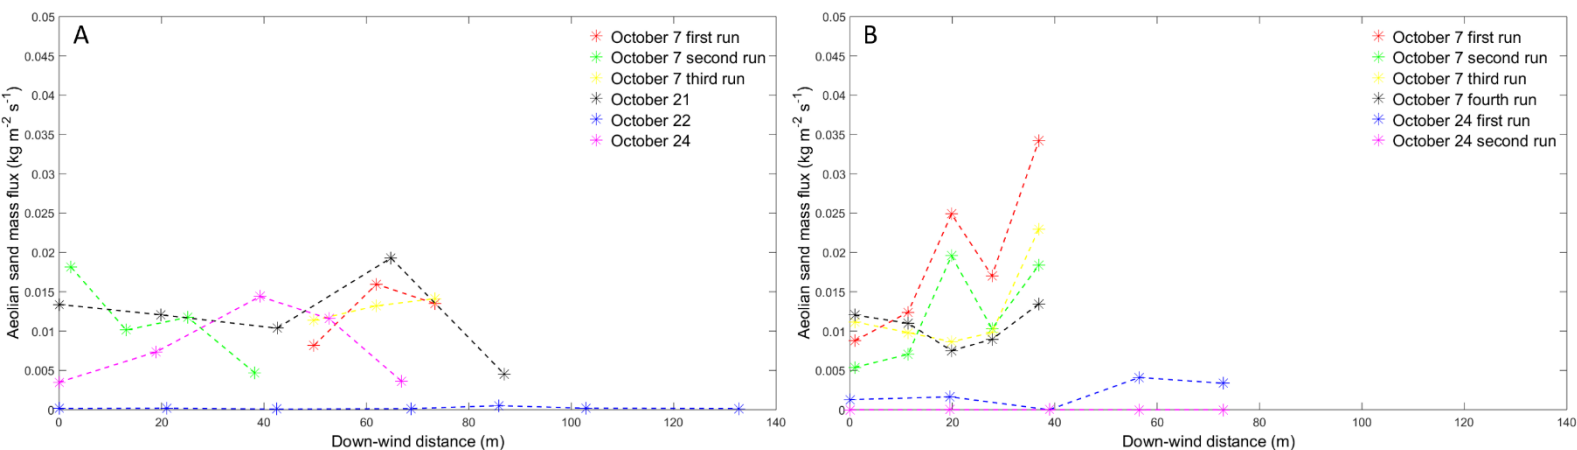 A
0.05
0.045
0.04
0.035
0.03
0.025
0.02
0.015
0.01
0.005
0
Aeolian sand mass flux (kg m-2 s-1)
0 20 40 60 80 100 120 140
Down-wind distance (m)
October 7 first run
October 7 second run
October 7 third run
October 21
October 22
October 24
B
0.05
0.045
0.04
0.035
0.03
0.025
0.02
0.015
0.01
0.005
0
Aeolian sand mass flux (kg m-2 s-1)
0 20 40 60 80 100 120 140
Down-wind distance (m)
October 7 first run
October 7 second run
October 7 third run
October 7 fourth run
October 24 first run
October 24 second run